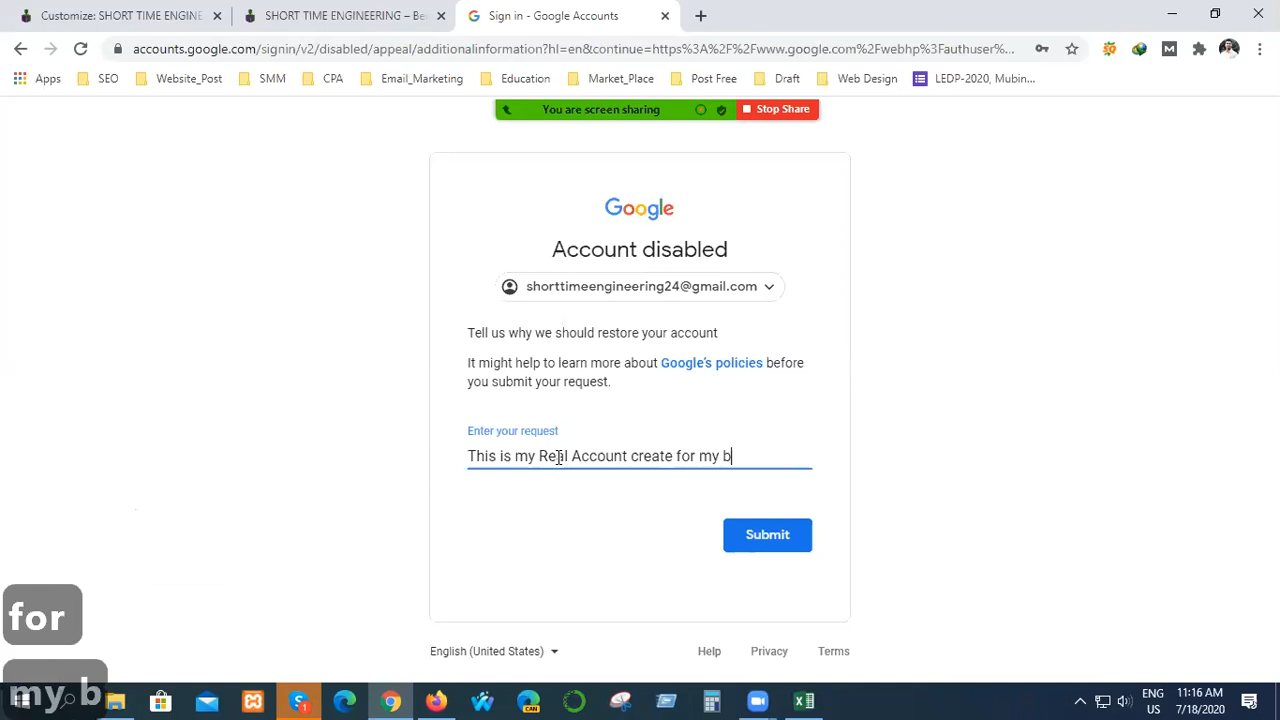 Customize: SHORT TIME ENGINE
SHORT TIME ENGINEERING – Be
Sign in - Google Accounts
accounts.google.com/signin/v2/disabled/appeal/additionalinformation?hl=en&continue=https%3A%2F%2Fwww.google.com%2Fwebhp%3Fauthuser%...
Apps
SEO
Website_Post
SMM
CPA
Email_Marketing
Education
Market_Place
Post Free
Draft
Web Design
LEDP-2020, Mubin...
You are screen sharing
Stop Share
Google
Account disabled
shorttimeengineering24@gmail.com
Tell us why we should restore your account
It might help to learn more about Google's policies before
you submit your request.
Enter your request
This is my Real Account create for my b
Submit
English (United States)
Help
Privacy
Terms
for
my b
ENG
US
11:16 AM
7/18/2020